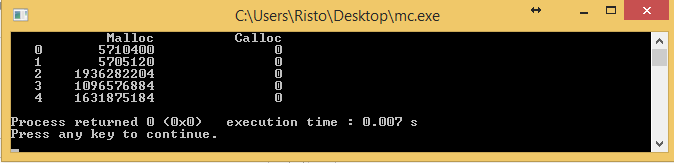 C:\Users\Risto\Desktop\mc.exe
Malloc Calloc
0 5710400 0
1 5705120 0
2 1936282204 0
3 1096576884 0
4 1631875184 0
Process returned 0 (0x0) execution time : 0.007 s
Press any key to continue.